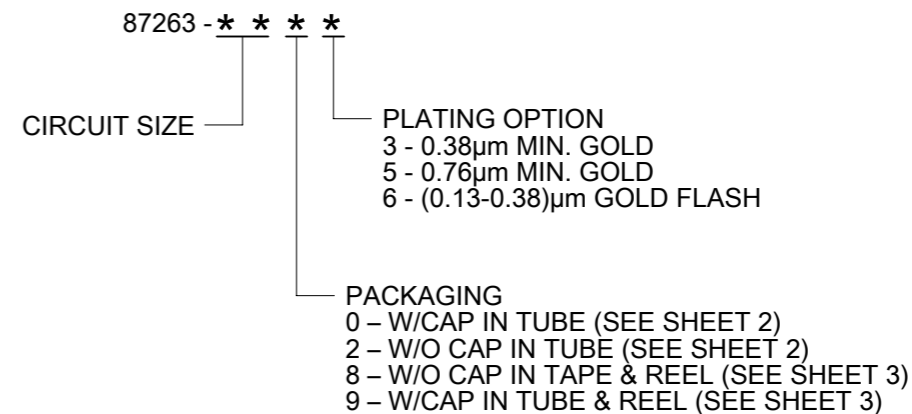 87263 - * * * *
CIRCUIT SIZE
PLATING OPTION
3 - 0.38µm MIN. GOLD
5 - 0.76µm MIN. GOLD
6 - (0.13-0.38)µm GOLD FLASH
PACKAGING
0 – W/CAP IN TUBE (SEE SHEET 2)
2 – W/O CAP IN TUBE (SEE SHEET 2)
8 – W/O CAP IN TAPE & REEL (SEE SHEET 3)
9 – W/CAP IN TUBE & REEL (SEE SHEET 3)